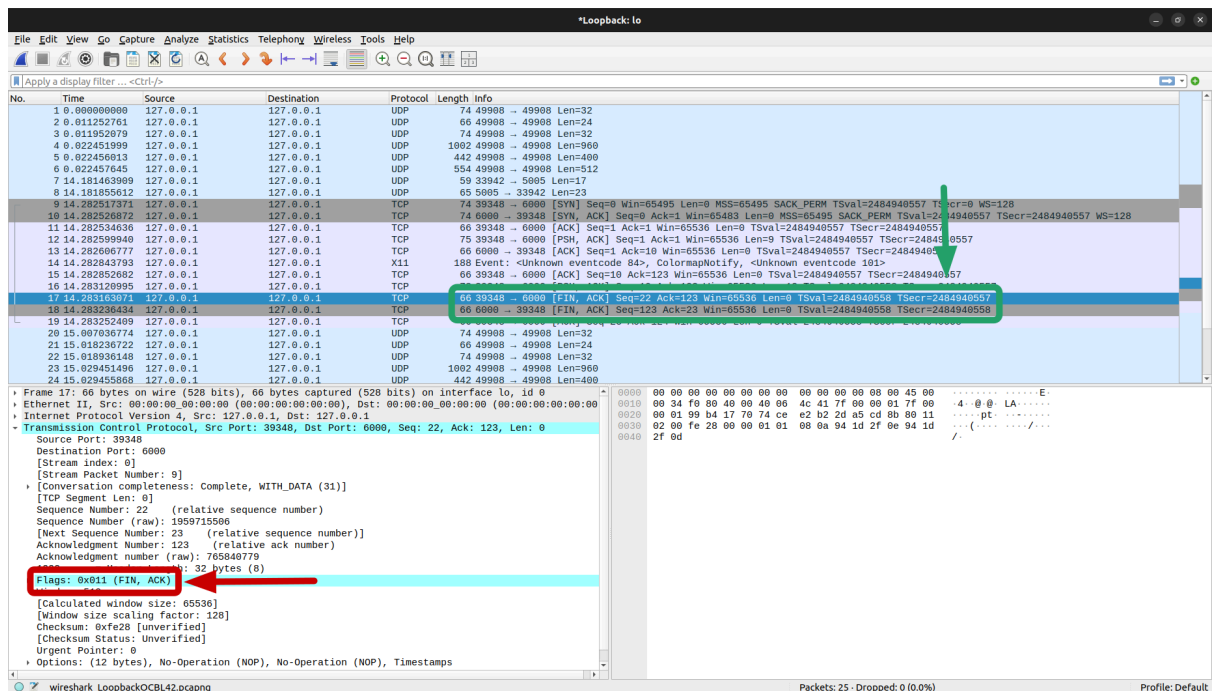 *Loopback: lo
File Edit View Go Capture Analyze Statistics Telephony Wireless Tools Help
Apply a display filter … <Ctrl-/>
No. Time Source Destination Protocol Length Info
1 0.000000000 127.0.0.1 127.0.0.1 UDP 74 49908 → 49908 Len=32
2 0.011252761 127.0.0.1 127.0.0.1 UDP 66 49908 → 49908 Len=24
3 0.011952079 127.0.0.1 127.0.0.1 UDP 74 49908 → 49908 Len=32
4 0.022451999 127.0.0.1 127.0.0.1 UDP 1002 49908 → 49908 Len=960
5 0.022456013 127.0.0.1 127.0.0.1 UDP 442 49908 → 49908 Len=400
6 0.022457645 127.0.0.1 127.0.0.1 UDP 554 49908 → 49908 Len=512
7 14.181463909 127.0.0.1 127.0.0.1 UDP 59 33942 → 5005 Len=17
8 14.181855612 127.0.0.1 127.0.0.1 UDP 65 5005 → 33942 Len=23
9 14.282517371 127.0.0.1 127.0.0.1 TCP 74 39348 → 6000 [SYN] Seq=0 Win=65495 Len=0 MSS=65495 SACK_PERM TSval=2484940557 TSecr=0 WS=128
10 14.282526872 127.0.0.1 127.0.0.1 TCP 74 6000 → 39348 [SYN, ACK] Seq=0 Ack=1 Win=65483 Len=0 MSS=65495 SACK_PERM TSval=2484940557 TSecr=2484940557 WS=128
11 14.282534636 127.0.0.1 127.0.0.1 TCP 66 39348 → 6000 [ACK] Seq=1 Ack=1 Win=65536 Len=0 TSval=2484940557 TSecr=2484940557
12 14.282599940 127.0.0.1 127.0.0.1 TCP 75 39348 → 6000 [PSH, ACK] Seq=1 Ack=1 Win=65536 Len=9 TSval=2484940557 TSecr=2484940557
13 14.282606777 127.0.0.1 127.0.0.1 TCP 66 6000 → 39348 [ACK] Seq=1 Ack=10 Win=65536 Len=0 TSval=2484940557
14 14.282843793 127.0.0.1 127.0.0.1 X11 188 Event: <Unknown eventcode 84>, ColormapNotify, <Unknown eventcode 101>
15 14.282852682 127.0.0.1 127.0.0.1 TCP 66 39348 → 6000 [ACK] Seq=10 Ack=123 Win=65536 Len=0 TSval=2484940557 TSecr=2484940557
16 14.283120995 127.0.0.1 127.0.0.1 TCP
17 14.283163071 127.0.0.1 127.0.0.1 TCP 66 39348 → 6000 [FIN, ACK] Seq=22 Ack=123 Win=65536 Len=0 TSval=2484940558 TSecr=2484940557
18 14.283236434 127.0.0.1 127.0.0.1 TCP 66 6000 → 39348 [FIN, ACK] Seq=123 Ack=23 Win=65536 Len=0 TSval=2484940558 TSecr=2484940558
19 14.283252409 127.0.0.1 127.0.0.1 TCP
20 15.007036774 127.0.0.1 127.0.0.1 UDP 74 49908 → 49908 Len=32
21 15.018236722 127.0.0.1 127.0.0.1 UDP 66 49908 → 49908 Len=24
22 15.018936148 127.0.0.1 127.0.0.1 UDP 74 49908 → 49908 Len=32
23 15.029451496 127.0.0.1 127.0.0.1 UDP 1002 49908 → 49908 Len=960
24 15.029455868 127.0.0.1 127.0.0.1 UDP 442 49908 → 49908 Len=400
Frame 17: 66 bytes on wire (528 bits), 66 bytes captured (528 bits) on interface lo, id 0
Ethernet II, Src: 00:00:00_00:00:00 (00:00:00:00:00:00), Dst: 00:00:00_00:00:00 (00:00:00:00:00:00
Internet Protocol Version 4, Src: 127.0.0.1, Dst: 127.0.0.1
Transmission Control Protocol, Src Port: 39348, Dst Port: 6000, Seq: 22, Ack: 123, Len: 0
Source Port: 39348
Destination Port: 6000
[Stream index: 0]
[Stream Packet Number: 9]
[Conversation completeness: Complete, WITH_DATA (31)]
[TCP Segment Len: 0]
Sequence Number: 22 (relative sequence number)
Sequence Number (raw): 1959715506
[Next Sequence Number: 23 (relative sequence number)]
Acknowledgment Number: 123 (relative ack number)
Acknowledgment number (raw): 765840779
32 bytes (8)
Flags: 0x011 (FIN, ACK)
[Calculated window size: 65536]
[Window size scaling factor: 128]
Checksum: 0xfe28 [unverified]
[Checksum Status: Unverified]
Urgent Pointer: 0
Options: (12 bytes), No-Operation (NOP), No-Operation (NOP), Timestamps
0000 00 00 00 00 00 00 00 00 00 00 00 00 08 00 45 00 ········ ······E·
0010 00 34 f0 80 40 00 40 06 4c 41 7f 00 00 01 7f 00 ·4··@·@· LA······
0020 00 01 99 b4 17 70 74 ce e2 b2 2d a5 cd 8b 80 11 ·····pt· ··-·····
0030 02 00 fe 28 00 00 01 01 08 0a 94 1d 2f 0e 94 1d ···(···· ····/···
0040 2f 0d /·
wireshark_LoopbackOCBL42.pcapng
Packets: 25 · Dropped: 0 (0.0%)
Profile: Default